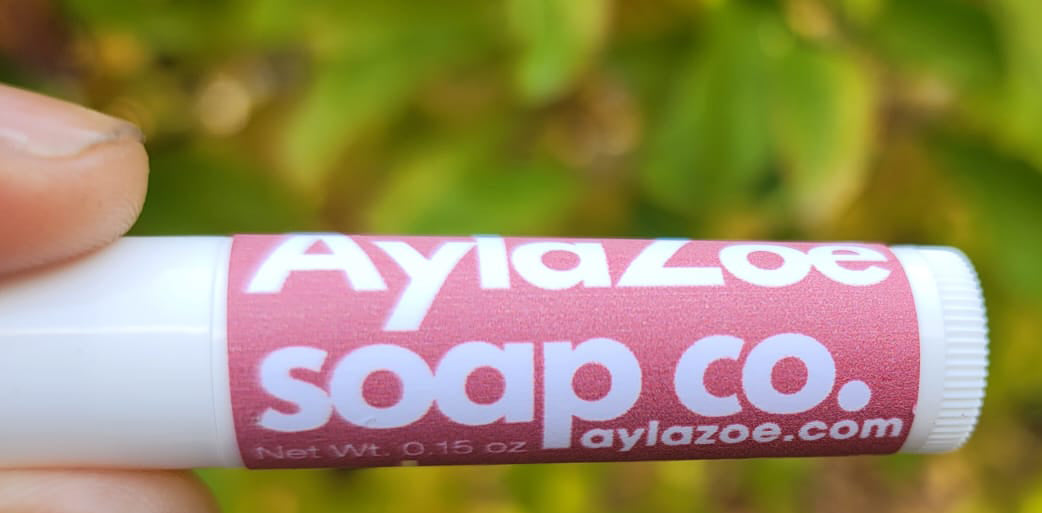 AylaZoe
soap co.
aylazoe.com
Net Wt. 0.15 oz